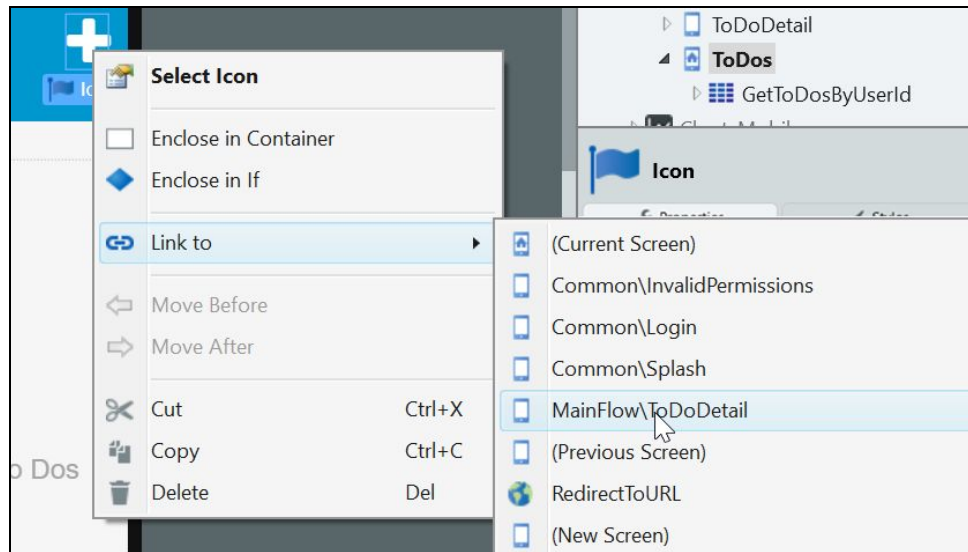 ToDoDetail
ToDos
GetToDosByUserId
Icon
Select Icon
Enclose in Container
Enclose in If
Link to
Move Before
Move After
Cut Ctrl+X
Copy Ctrl+C
Delete Del
(Current Screen)
Common\InvalidPermissions
Common\Login
Common\Splash
MainFlow\ToDoDetail
(Previous Screen)
RedirectToURL
(New Screen)
Dos